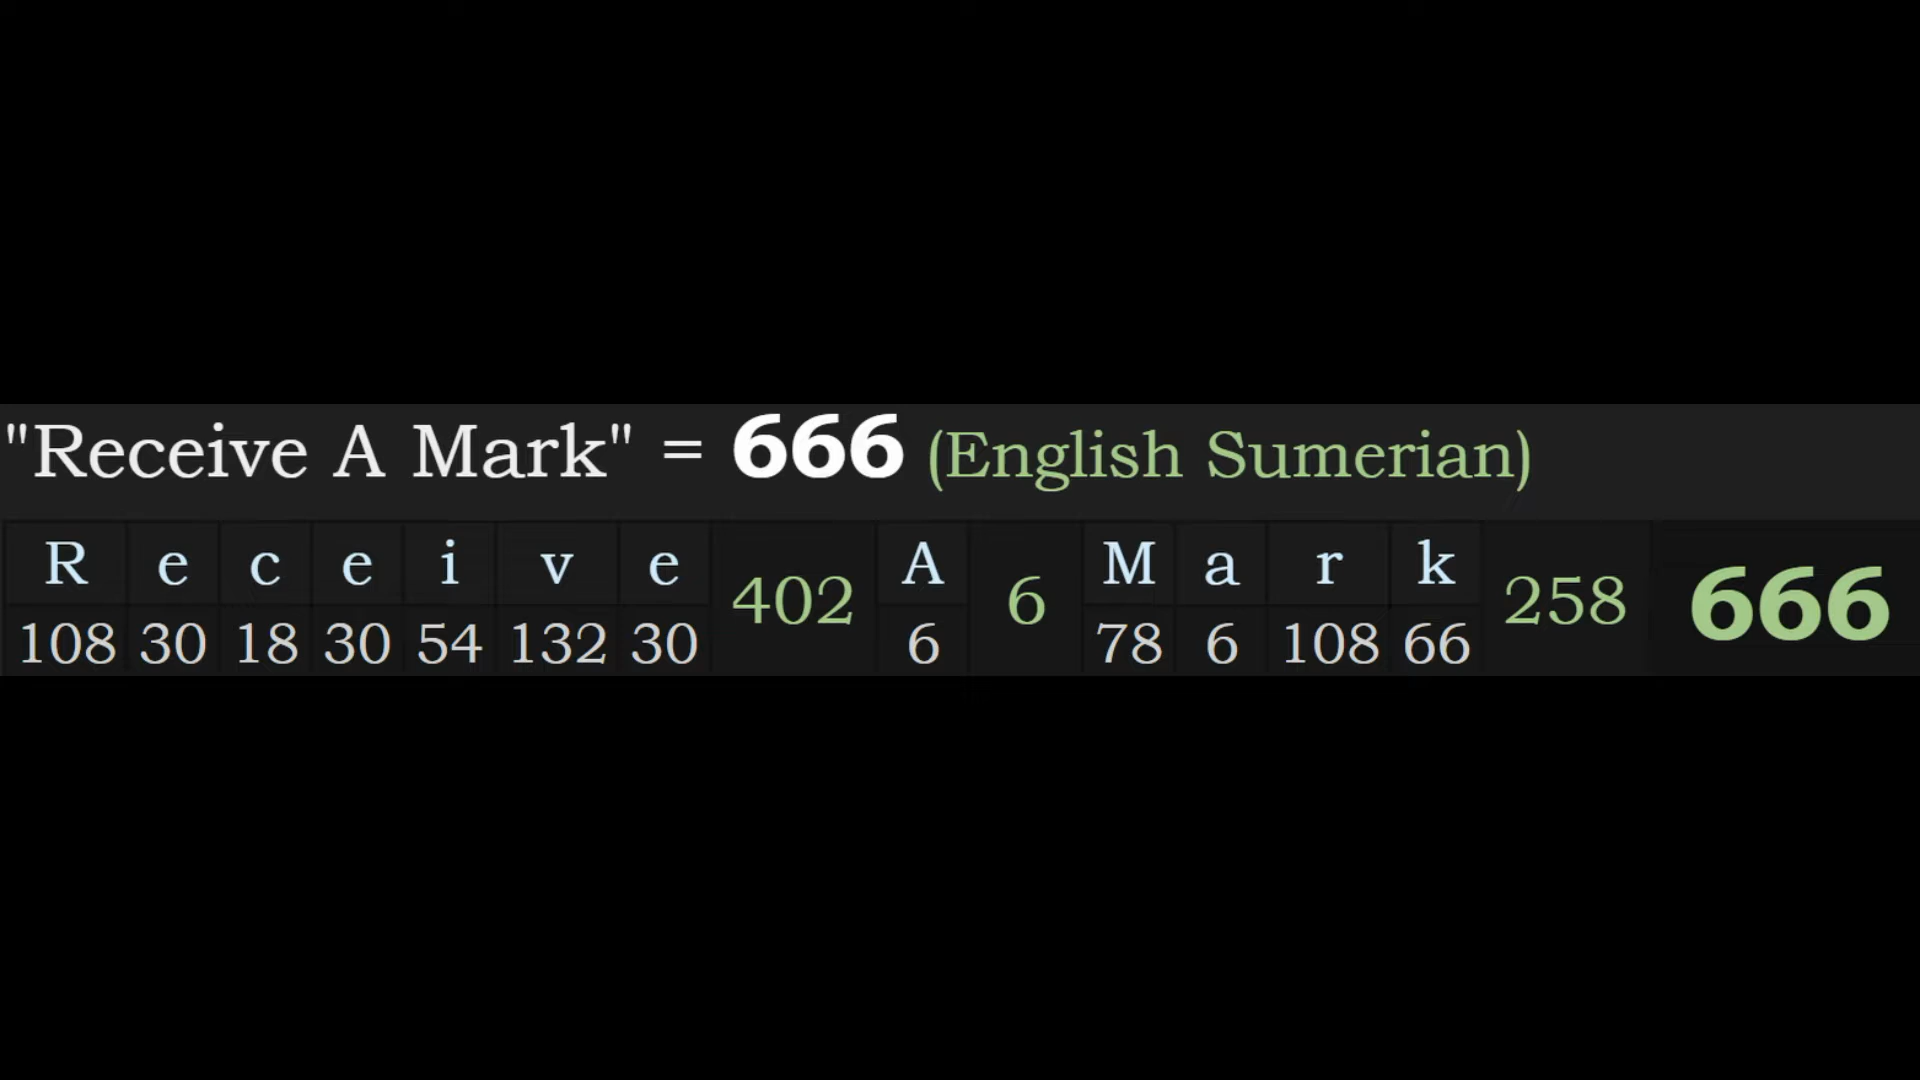 "Receive A Mark" = 666 (English Sumerian)
R e c e i v e 402 A 6 M a r k 258 666
108 30 18 30 54 132 30 6 78 6 108 66